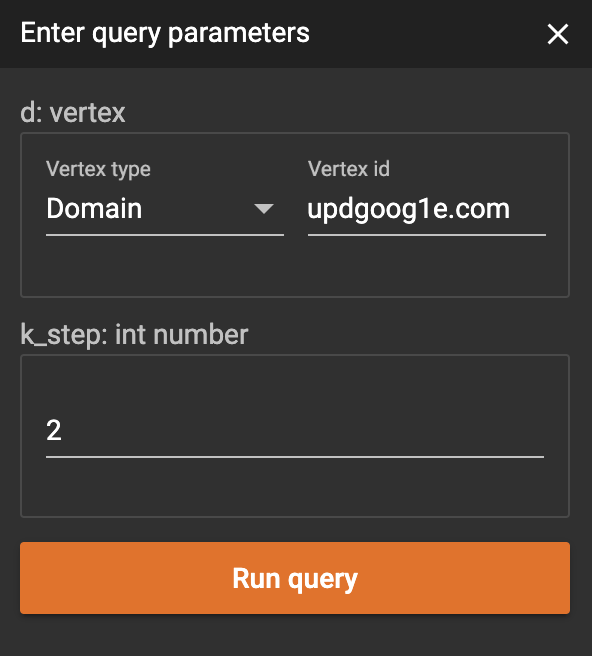 Enter query parameters
d: vertex
Vertex type
Vertex id
Domain
updgoog1e.com
k_step: int number
2
Run query